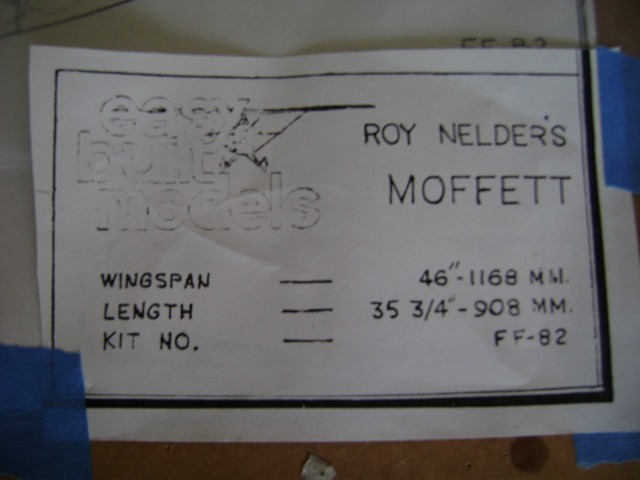 FF-82
easy
built
models
ROY NELDER'S
MOFFETT
WINGSPAN — 46"-1168 MM.
LENGTH — 35 3/4"-908 MM.
KIT NO. — FF-82